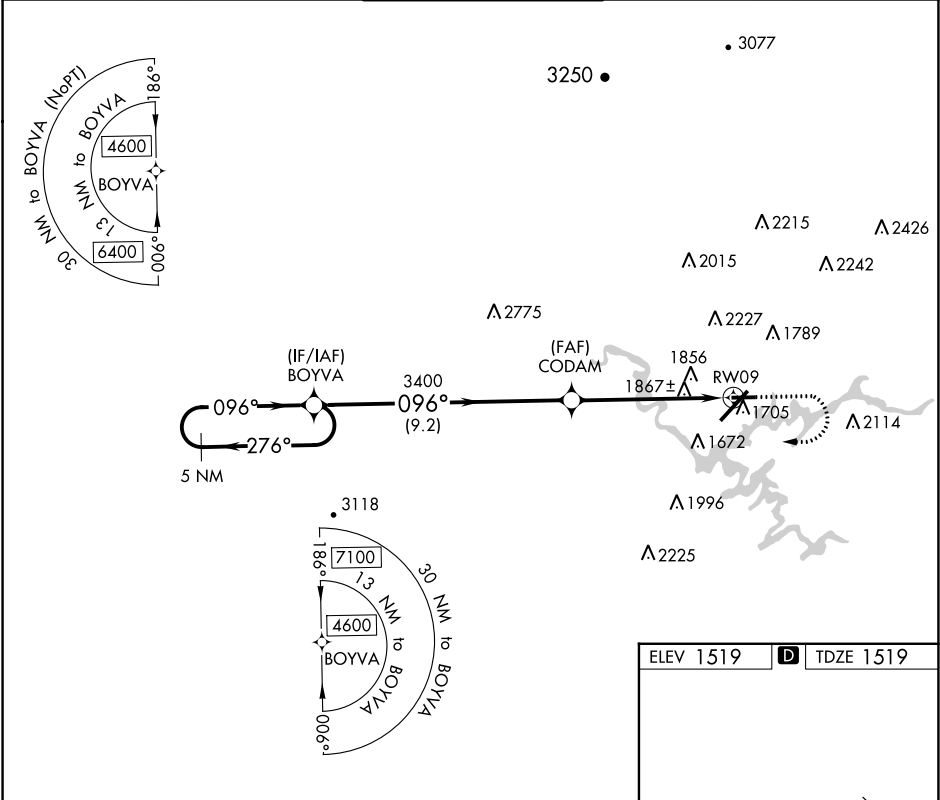 3077
3250
186°
30 NM to BOYVA (NoPT)
13 NM to BOYVA
4600
BOYVA
6400
006°
2215
2426
2015
2242
2775
2227
1789
(IF/IAF)
BOYVA
(FAF)
CODAM
1856
3400
1867±
RW09
096°
096°
(9.2)
1705
2114
276°
1672
5 NM
1996
3118
2225
186°
7100
30 NM to BOYVA
13 NM to BOYVA
4600
BOYVA
006°
ELEV 1519
D
TDZE 1519